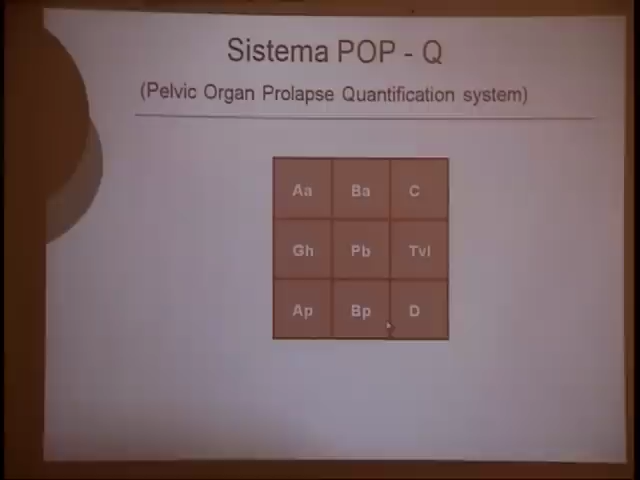 Sistema POP - Q
(Pelvic Organ Prolapse Quantification system)
Aa Ba C
Gh Pb Tvl
Ap Bp D